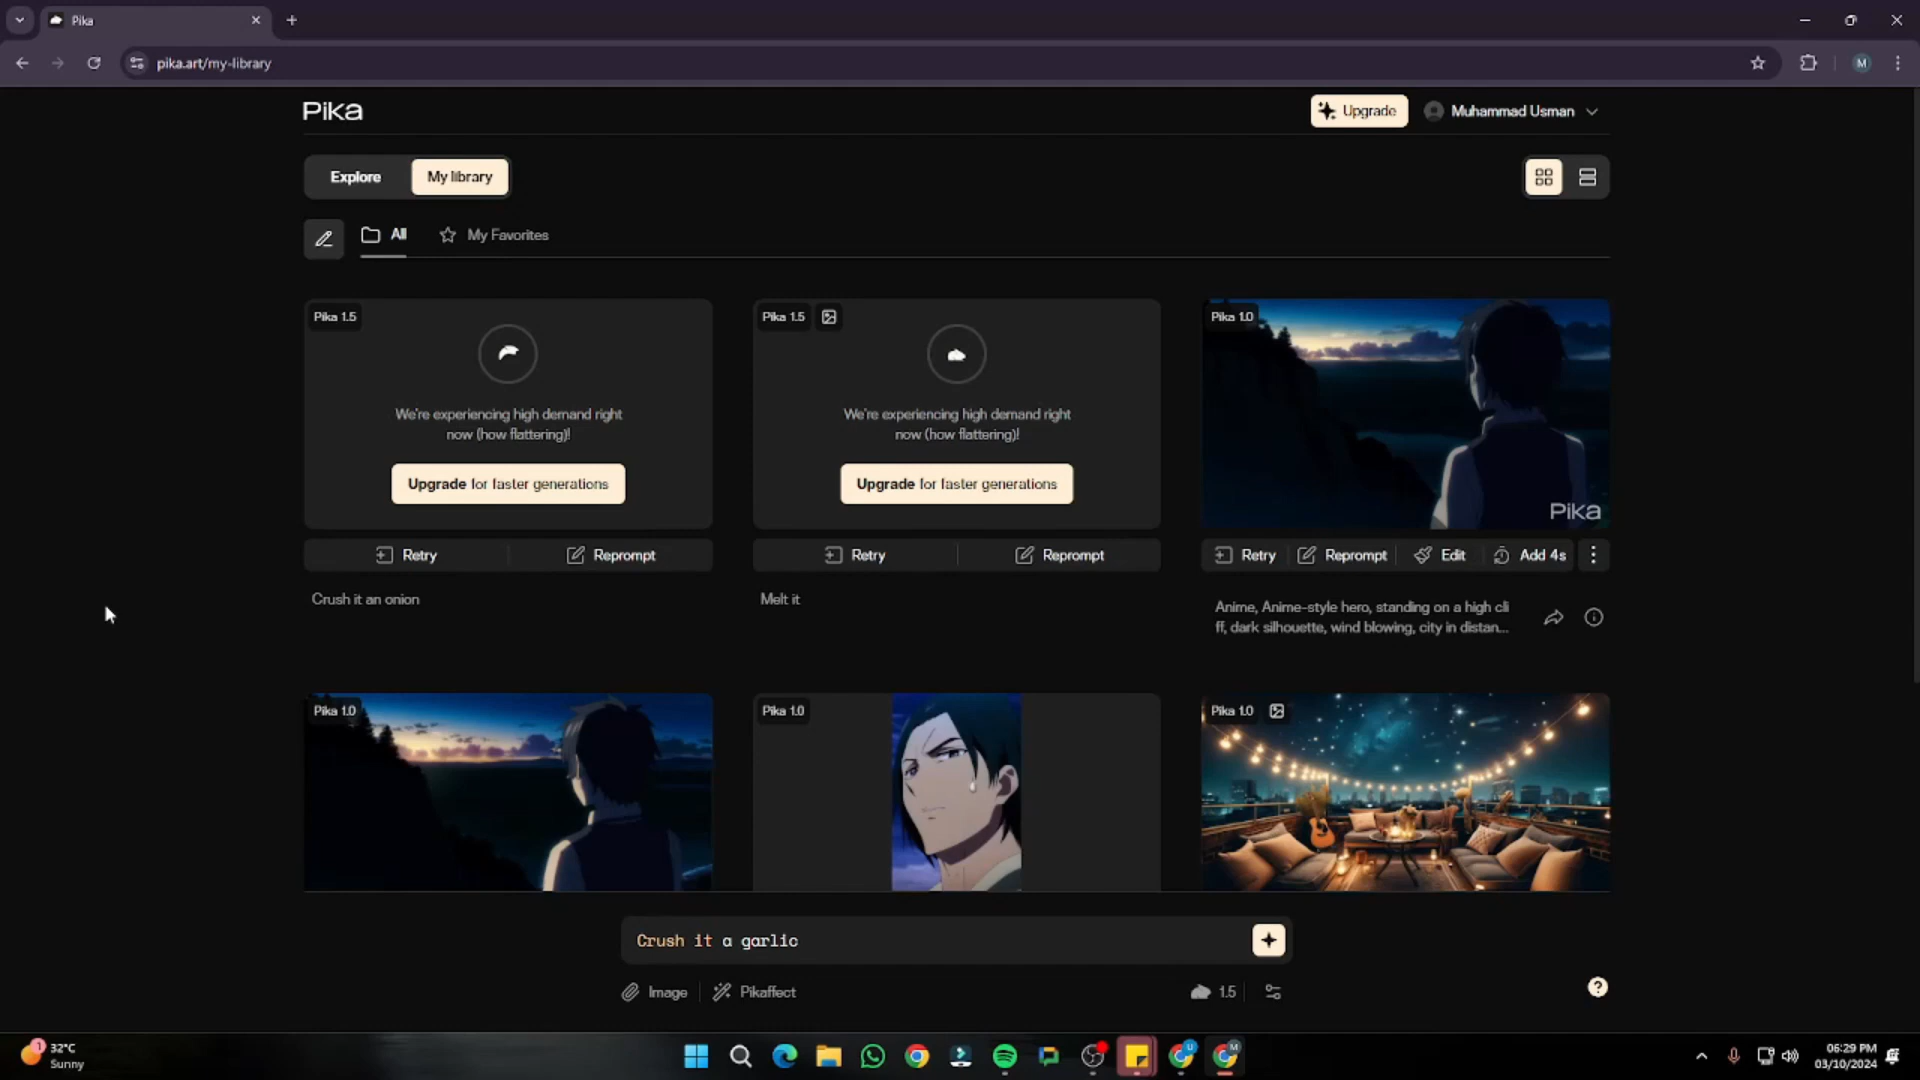 Pika
pika.art/my-library
M
Pika
Upgrade
Muhammad Usman
Explore
My library
All
My Favorites
Pika 1.5
We're experiencing high demand right
now (how flattering)!
Upgrade for faster generations
Retry
Reprompt
Crush it an onion
Pika 1.5
We're experiencing high demand right
now (how flattering)!
Upgrade for faster generations
Retry
Reprompt
Melt it
Pika 1.0
Pika
Retry
Reprompt
Edit
Add 4s
Anime, Anime-style hero, standing on a high cli
ff, dark silhouette, wind blowing, city in distan...
Pika 1.0
Pika 1.0
Pika 1.0
Crush it a garlic
Image
Pikaffect
1.5
?
1
32°C
Sunny
U
M
06:29 PM
03/10/2024